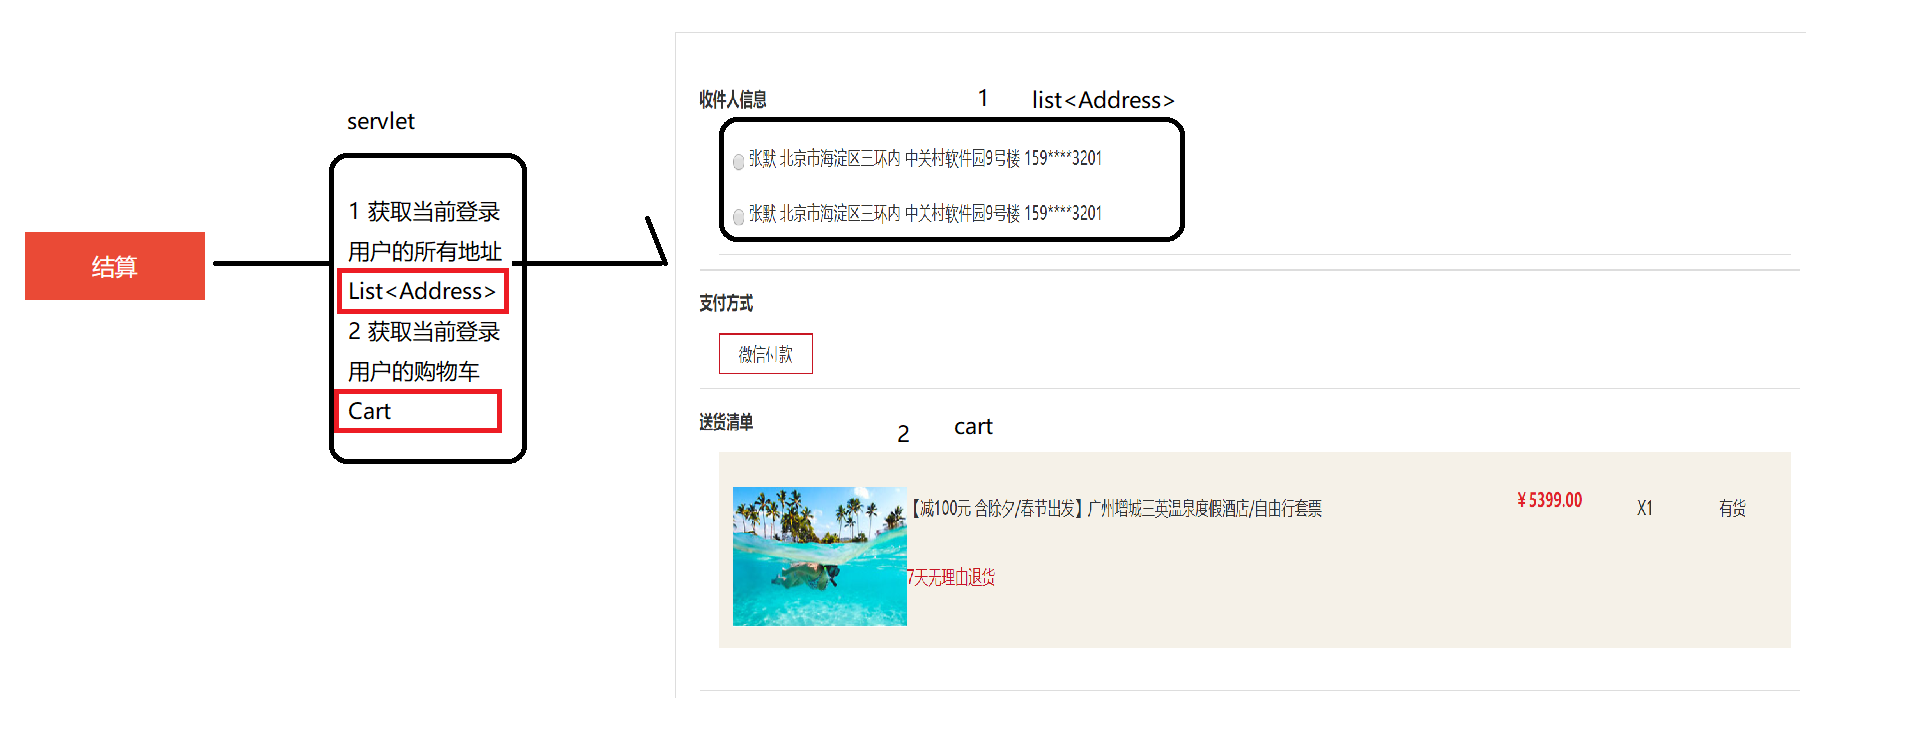 结算
servlet
1 获取当前登录
用户的所有地址
List<Address>
2 获取当前登录
用户的购物车
Cart
收件人信息
1 list<Address>
张默 北京市海淀区三环内 中关村软件园9号楼 159****3201
张默 北京市海淀区三环内 中关村软件园9号楼 159****3201
支付方式
微信付款
送货清单
2 cart
【减100元 含除夕/春节出发】广州增城三英温泉度假酒店/自由行套票 ¥5399.00 X1 有货
7天无理由退货